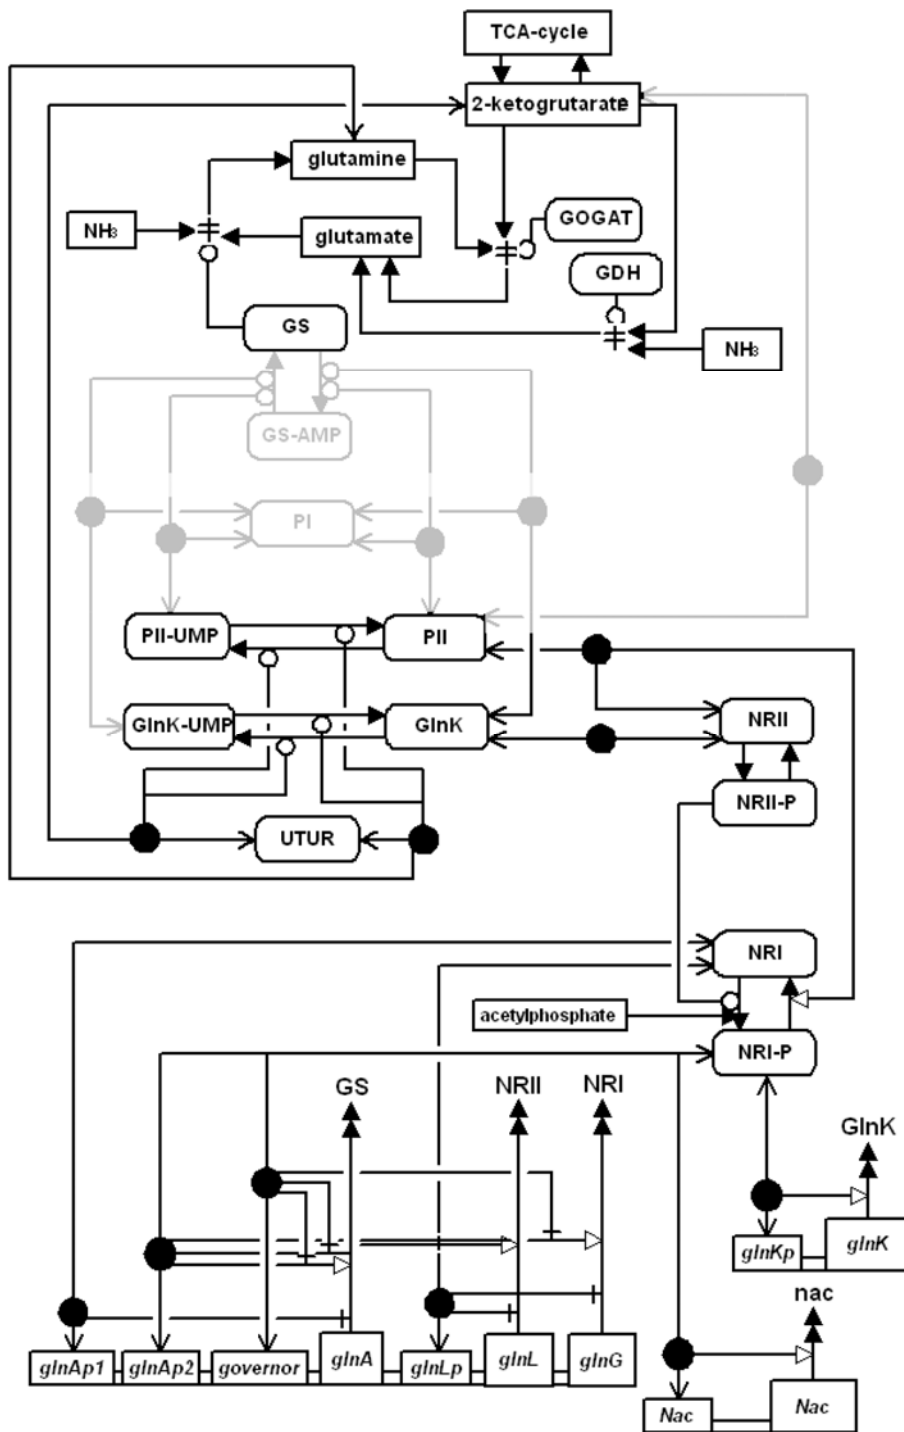 TCA-cycle
2-ketogrutarate
glutamine
GOGAT
NH₃
glutamate
GDH
GS
NH₃
GS-AMP
PI
PII-UMP
PII
GlnK-UMP
GlnK
NRII
NRII-P
UTUR
NRI
acetylphosphate
NRI-P
GS
NRII
NRI
GlnK
glnKp
glnK
nac
glnAp1
glnAp2
governor
glnA
glnLp
glnL
glnG
Nac
Nac